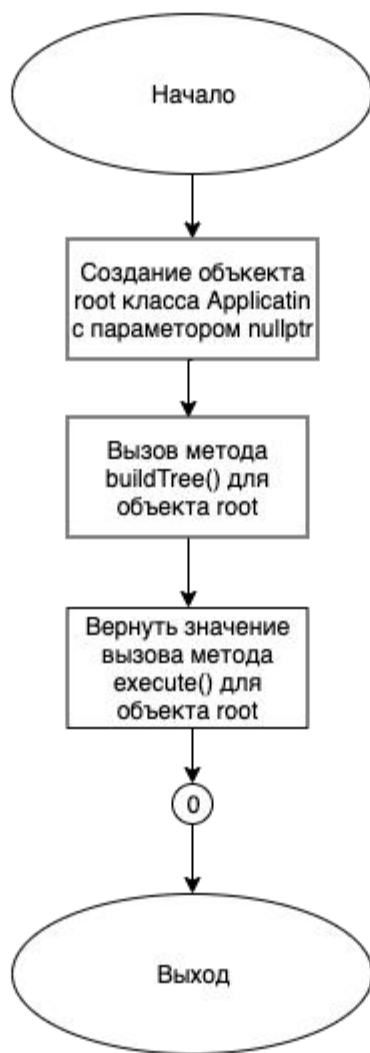 Начало
Создание объкекта
root класса Applicatin
с параметором nullptr
Вызов метода
buildTree() для
объекта root
Вернуть значение
вызова метода
execute() для
объекта root
0
Выход